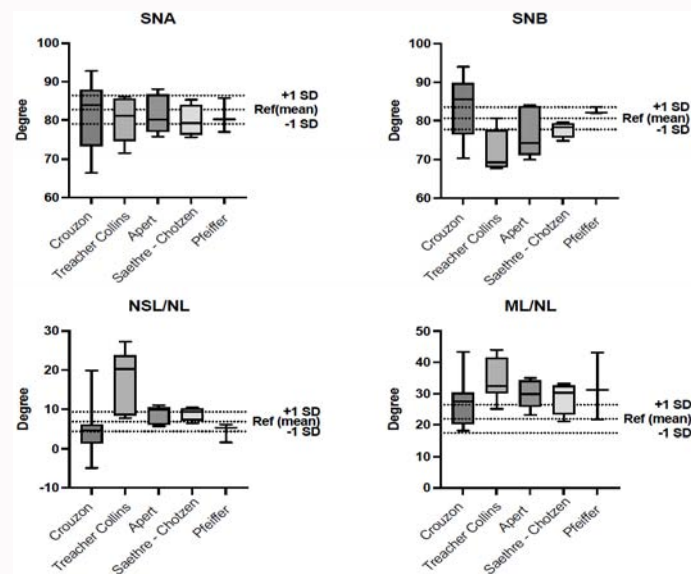 SNA
100
90
80
70
60
Degree
+1 SD
Ref(mean)
-1 SD
Crouzon
Treacher Collins
Apert
Saethre - Chotzen
Pfeiffer
SNB
100
90
80
70
60
Degree
+1 SD
Ref (mean)
-1 SD
Crouzon
Treacher Collins
Apert
Saethre - Chotzen
Pfeiffer
NSL/NL
30
20
10
0
-10
Degree
+1 SD
Ref (mean)
-1 SD
Crouzon
Treacher Collins
Apert
Saethre - Chotzen
Pfeiffer
ML/NL
50
40
30
20
10
0
Degree
+1 SD
Ref (mean)
-1 SD
Crouzon
Treacher Collins
Apert
Saethre - Chotzen
Pfeiffer